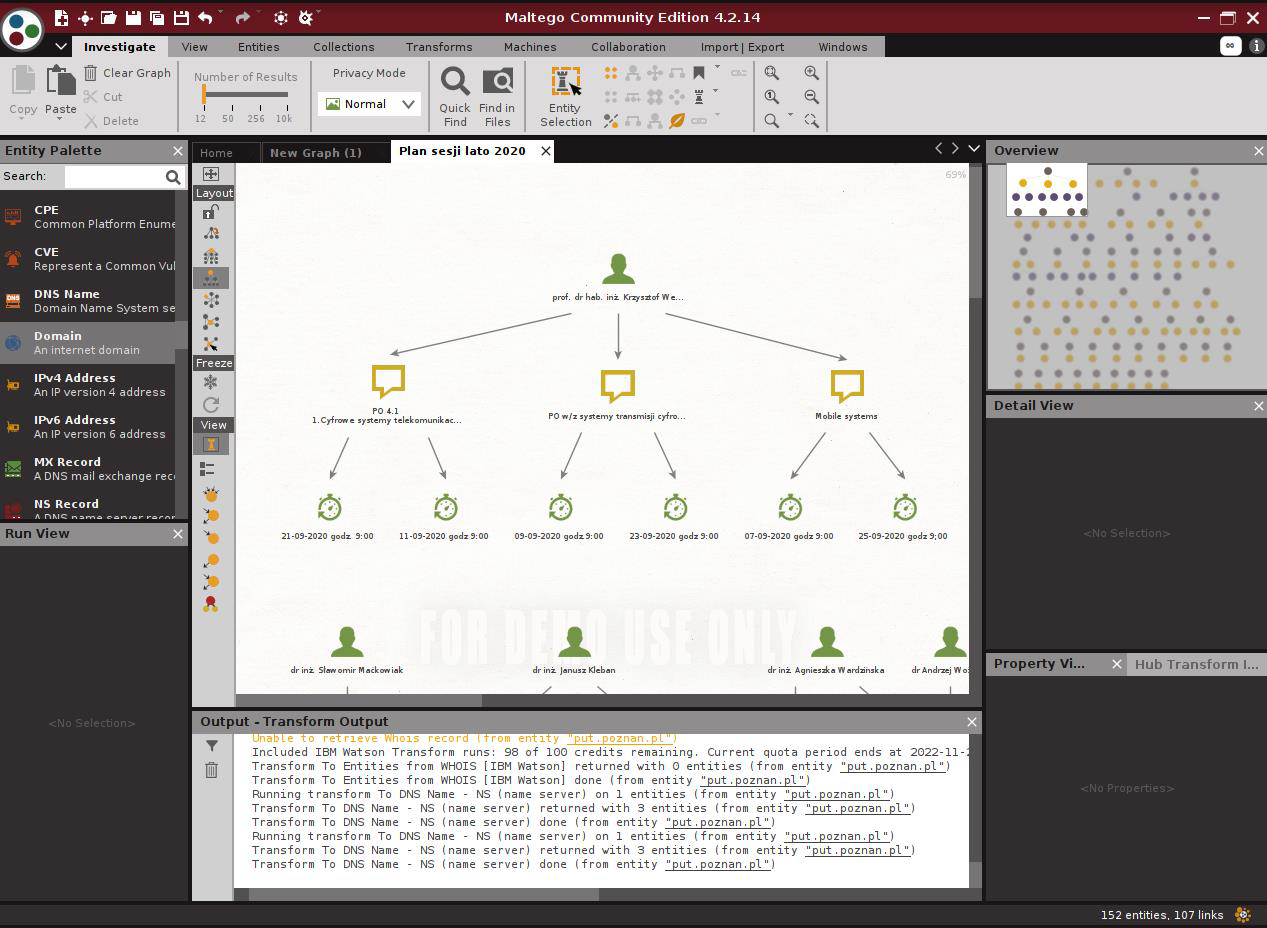 Maltego Community Edition 4.2.14
Investigate View Entities Collections Transforms Machines Collaboration Import | Export Windows
Copy Paste Clear Graph Cut Delete
Number of Results
12 50 256 10k
Privacy Mode
Normal
Quick Find
Find in Files
Entity Selection
Entity Palette
Search:
CPE
Common Platform Enume
CVE
Represent a Common Vul
DNS
DNS Name
Domain Name System se
Domain
An internet domain
IPv4 Address
An IP version 4 address
IPv6 Address
An IP version 6 address
MX Record
A DNS mail exchange rec
NS Record
A DNS name server recor
Run View
<No Selection>
Home New Graph (1) Plan sesji lato 2020
Layout
Freeze
View
69%
prof. dr hab. inż. Krzysztof We...
PO 4.1
1.Cyfrowe systemy telekomunikac...
PO w/z systemy transmisji cyfro...
Mobile systems
21-09-2020 godz. 9:00
11-09-2020 godz 9:00
09-09-2020 godz.9:00
23-09-2020 godz 9:00
07-09-2020 godz 9:00
25-09-2020 godz 9;00
FOR DEMO USE ONLY
dr inż. Sławomir Maćkowiak
dr inż. Janusz Kleban
dr inż. Agnieszka Wardzińska
dr Andrzej
Output - Transform Output
Unable to retrieve Whois record (from entity "put.poznan.pl")
Included IBM Watson Transform runs: 98 of 100 credits remaining. Current quota period ends at 2022-11-2
Transform To Entities from WHOIS [IBM Watson] returned with 0 entities (from entity "put.poznan.pl")
Transform To Entities from WHOIS [IBM Watson] done (from entity "put.poznan.pl")
Running transform To DNS Name - NS (name server) on 1 entities (from entity "put.poznan.pl")
Transform To DNS Name - NS (name server) returned with 3 entities (from entity "put.poznan.pl")
Transform To DNS Name - NS (name server) done (from entity "put.poznan.pl")
Running transform To DNS Name - NS (name server) on 1 entities (from entity "put.poznan.pl")
Transform To DNS Name - NS (name server) returned with 3 entities (from entity "put.poznan.pl")
Transform To DNS Name - NS (name server) done (from entity "put.poznan.pl")
Overview
Detail View
<No Selection>
Property Vi... Hub Transform I...
<No Properties>
152 entities, 107 links